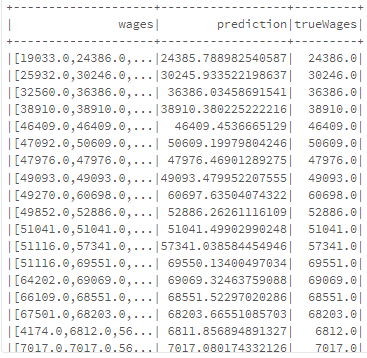 +--------------------+------------------+---------+
|               wages|        prediction|trueWages|
+--------------------+------------------+---------+
|[19033.0,24386.0,...|24385.788982540587|  24386.0|
|[25932.0,30246.0,...|30245.933522198637|  30246.0|
|[32560.0,36386.0,...| 36386.03458691541|  36386.0|
|[38910.0,38910.0,...|38910.380225222216|  38910.0|
|[46409.0,46409.0,...|  46409.4536665129|  46409.0|
|[47092.0,50609.0,...| 50609.19979804246|  50609.0|
|[47976.0,47976.0,...| 47976.46901289275|  47976.0|
|[49093.0,49093.0,...|49093.479952207555|  49093.0|
|[49270.0,60698.0,...| 60697.63504074322|  60698.0|
|[49852.0,52886.0,...| 52886.26261116109|  52886.0|
|[51041.0,51041.0,...| 51041.49902990248|  51041.0|
|[51116.0,57341.0,...|57341.038584454946|  57341.0|
|[51116.0,69551.0,...| 69550.13400497034|  69551.0|
|[64202.0,69069.0,...| 69069.32463759088|  69069.0|
|[66109.0,68551.0,...| 68551.52297020286|  68551.0|
|[67501.0,68203.0,...| 68203.66551085703|  68203.0|
|[4174.0,6812.0,56...| 6811.856894891327|   6812.0|
|[7017.0,7017.0,56...| 7017.080174332126|   7017.0|